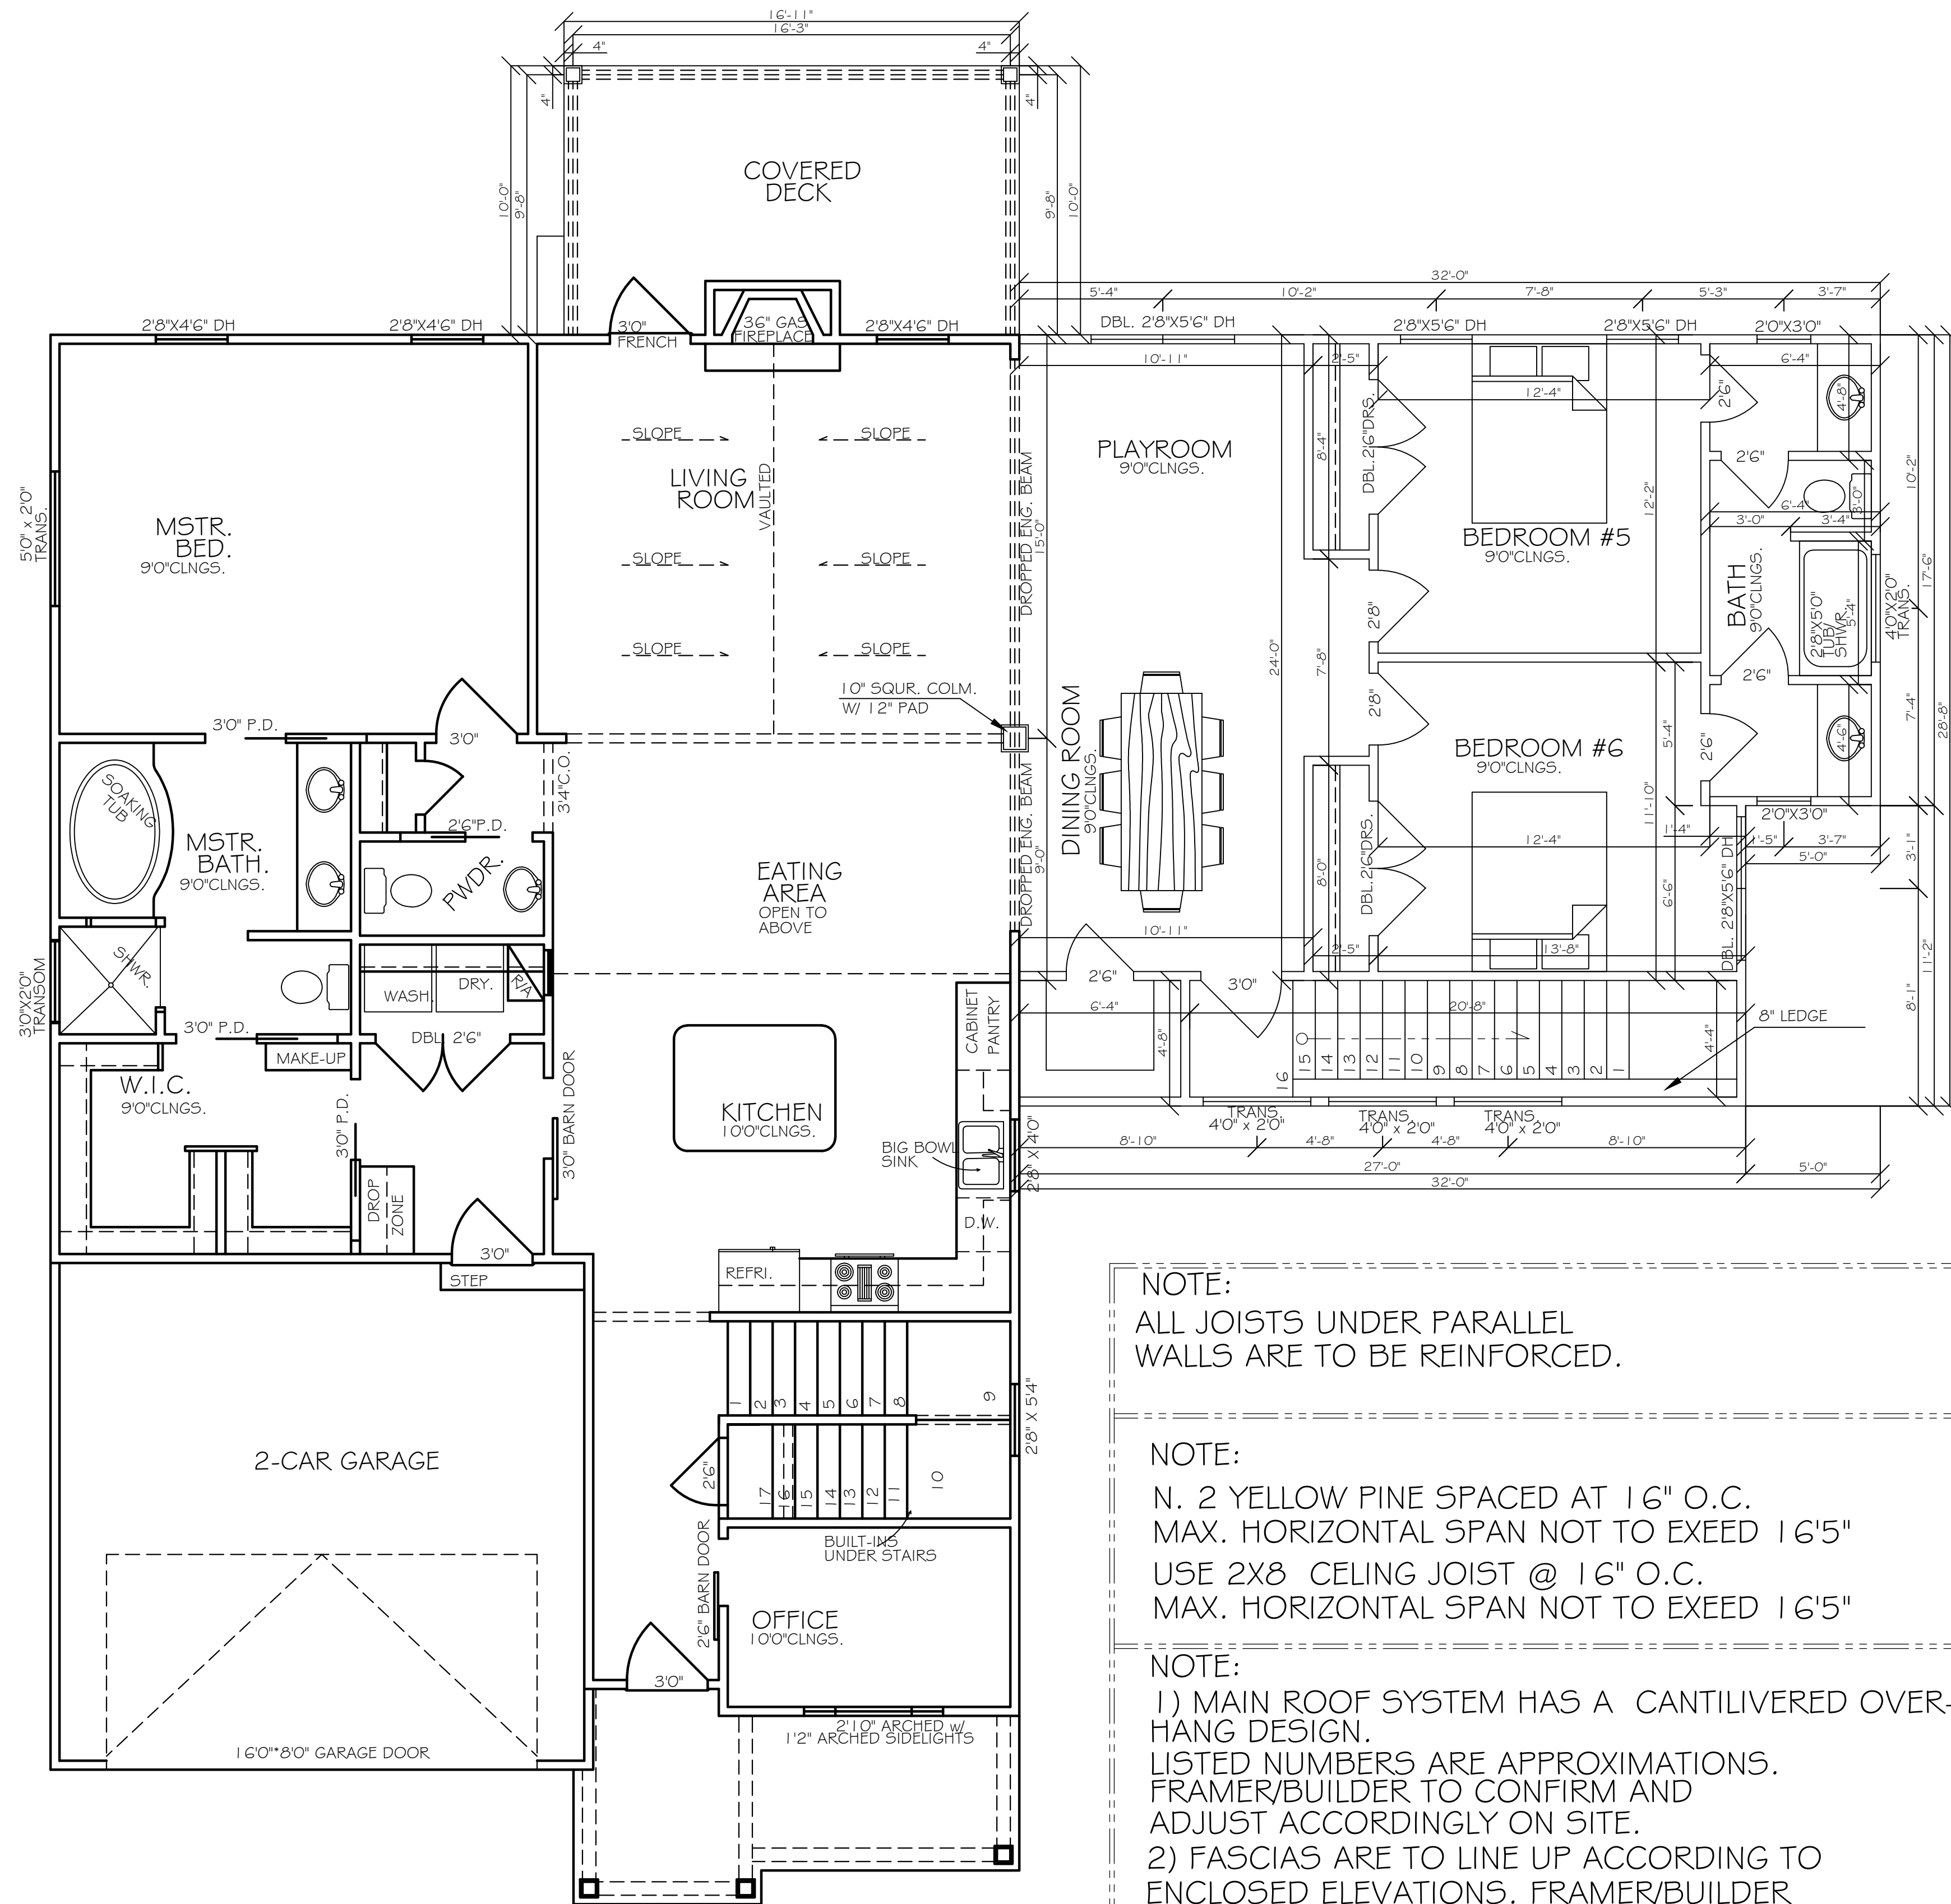 16'-11"
16'-3"
4"
4"
4"
4"
10'-0"
9'-8"
9'-8"
10'-0"
COVERED
DECK
32'-0"
5'-4"
10'-2"
7'-8"
5'-3"
3'-7"
2'8"X4'6" DH
2'8"X4'6" DH
3'0"
FRENCH
36" GAS
FIREPLACE
2'8"X4'6" DH
DBL. 2'8"X5'6" DH
2'8"X5'6" DH
2'8"X5'6" DH
2'0"X3'0"
10'-11"
2'-5"
6'-4"
12'-4"
2'6"
4'-8"
SLOPE
SLOPE
LIVING
ROOM
VAULTED
DROPPED ENG. BEAM
15'-0"
PLAYROOM
9'0"CLNGS.
8'-4"
DBL.2'6"DRS.
12'-2"
2'6"
3'-0"
6'-4"
3'-0"
3'-4"
10'-2"
17'-6"
5'0" x 2'0"
TRANS.
MSTR.
BED.
9'0"CLNGS.
SLOPE
SLOPE
BEDROOM #5
9'0"CLNGS.
BATH
9'0"CLNGS.
2'8"X5'0"
TUB/
SHWR.
5'-4"
4'0"X2'0"
TRANS.
2'8"
SLOPE
SLOPE
24'-0"
7'-8"
2'6"
10" SQUR. COLM.
W/ 12" PAD
2'8"
3'0" P.D.
3'0"
3'4"C.O.
DINING ROOM
9'0"CLNGS.
BEDROOM #6
9'0"CLNGS.
5'-4"
2'6"
4'-6"
7'-4"
28'-8"
SOAKING
TUB
2'6"P.D.
DROPPED ENG. BEAM
9'-0"
11'-10"
2'0"X3'0"
MSTR.
BATH.
9'0"CLNGS.
PWDR.
EATING
AREA
OPEN TO
ABOVE
8'-0"
DBL.2'6"DRS.
12'-4"
1'-4"
1'-5"
3'-7"
5'-0"
3'-1"
6'-6"
DBL. 2'8"X5'6" DH
10'-11"
2'-5"
13'-8"
11'-2"
3'0"X2'0"
TRANSOM
SHWR.
WASH.
DRY.
R/A
2'6"
3'0"
6'-4"
20'-8"
8'-1"
8" LEDGE
CABINET
PANTRY
3'0" P.D.
DBL. 2'6"
MAKE-UP
4'-8"
4'-4"
16
15
14
13
12
11
10
9
8
7
6
5
4
3
2
1
W.I.C.
9'0"CLNGS.
3'0" P.D.
3'0" BARN DOOR
KITCHEN
10'0"CLNGS.
BIG BOWL
SINK
2'8" X 4'0"
TRANS.
4'0" x 2'0"
TRANS.
4'0" x 2'0"
TRANS.
4'0" x 2'0"
8'-10"
4'-8"
4'-8"
8'-10"
27'-0"
5'-0"
32'-0"
DROP
ZONE
D.W.
3'0"
STEP
REFRI.
NOTE:
ALL JOISTS UNDER PARALLEL
WALLS ARE TO BE REINFORCED.
1
2
3
4
5
6
7
8
9
2'8" X 5'4"
2-CAR GARAGE
2'6"
17
16
15
14
13
12
11
10
BUILT-INS
UNDER STAIRS
2'6" BARN DOOR
OFFICE
10'0"CLNGS.
3'0"
2'10" ARCHED w/
1'2" ARCHED SIDELIGHTS
16'0"*8'0" GARAGE DOOR
NOTE:
N. 2 YELLOW PINE SPACED AT 16" O.C.
MAX. HORIZONTAL SPAN NOT TO EXEED 16'5"
USE 2X8 CELING JOIST @ 16" O.C.
MAX. HORIZONTAL SPAN NOT TO EXEED 16'5"
NOTE:
1) MAIN ROOF SYSTEM HAS A CANTILIVERED OVER-
HANG DESIGN.
LISTED NUMBERS ARE APPROXIMATIONS.
FRAMER/BUILDER TO CONFIRM AND
ADJUST ACCORDINGLY ON SITE.
2) FASCIAS ARE TO LINE UP ACCORDING TO
ENCLOSED ELEVATIONS. FRAMER/BUILDER